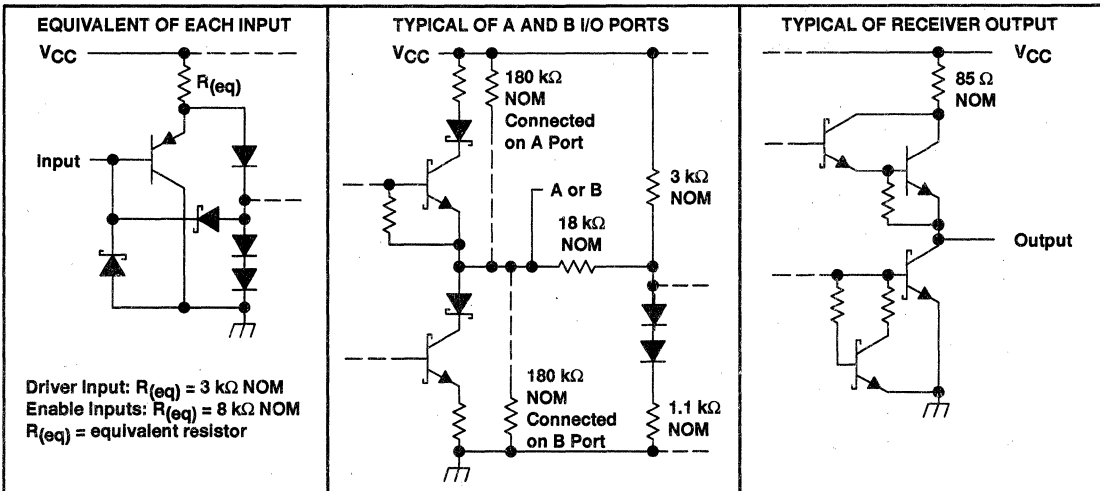 EQUIVALENT OF EACH INPUT
VCC
R(eq)
Input
Driver Input: R(eq) = 3 kΩ NOM
Enable Inputs: R(eq) = 8 kΩ NOM
R(eq) = equivalent resistor
TYPICAL OF A AND B I/O PORTS
VCC
180 kΩ
NOM
Connected
on A Port
A or B
18 kΩ
NOM
3 kΩ
NOM
180 kΩ
NOM
Connected
on B Port
1.1 kΩ
NOM
TYPICAL OF RECEIVER OUTPUT
VCC
85 Ω
NOM
Output